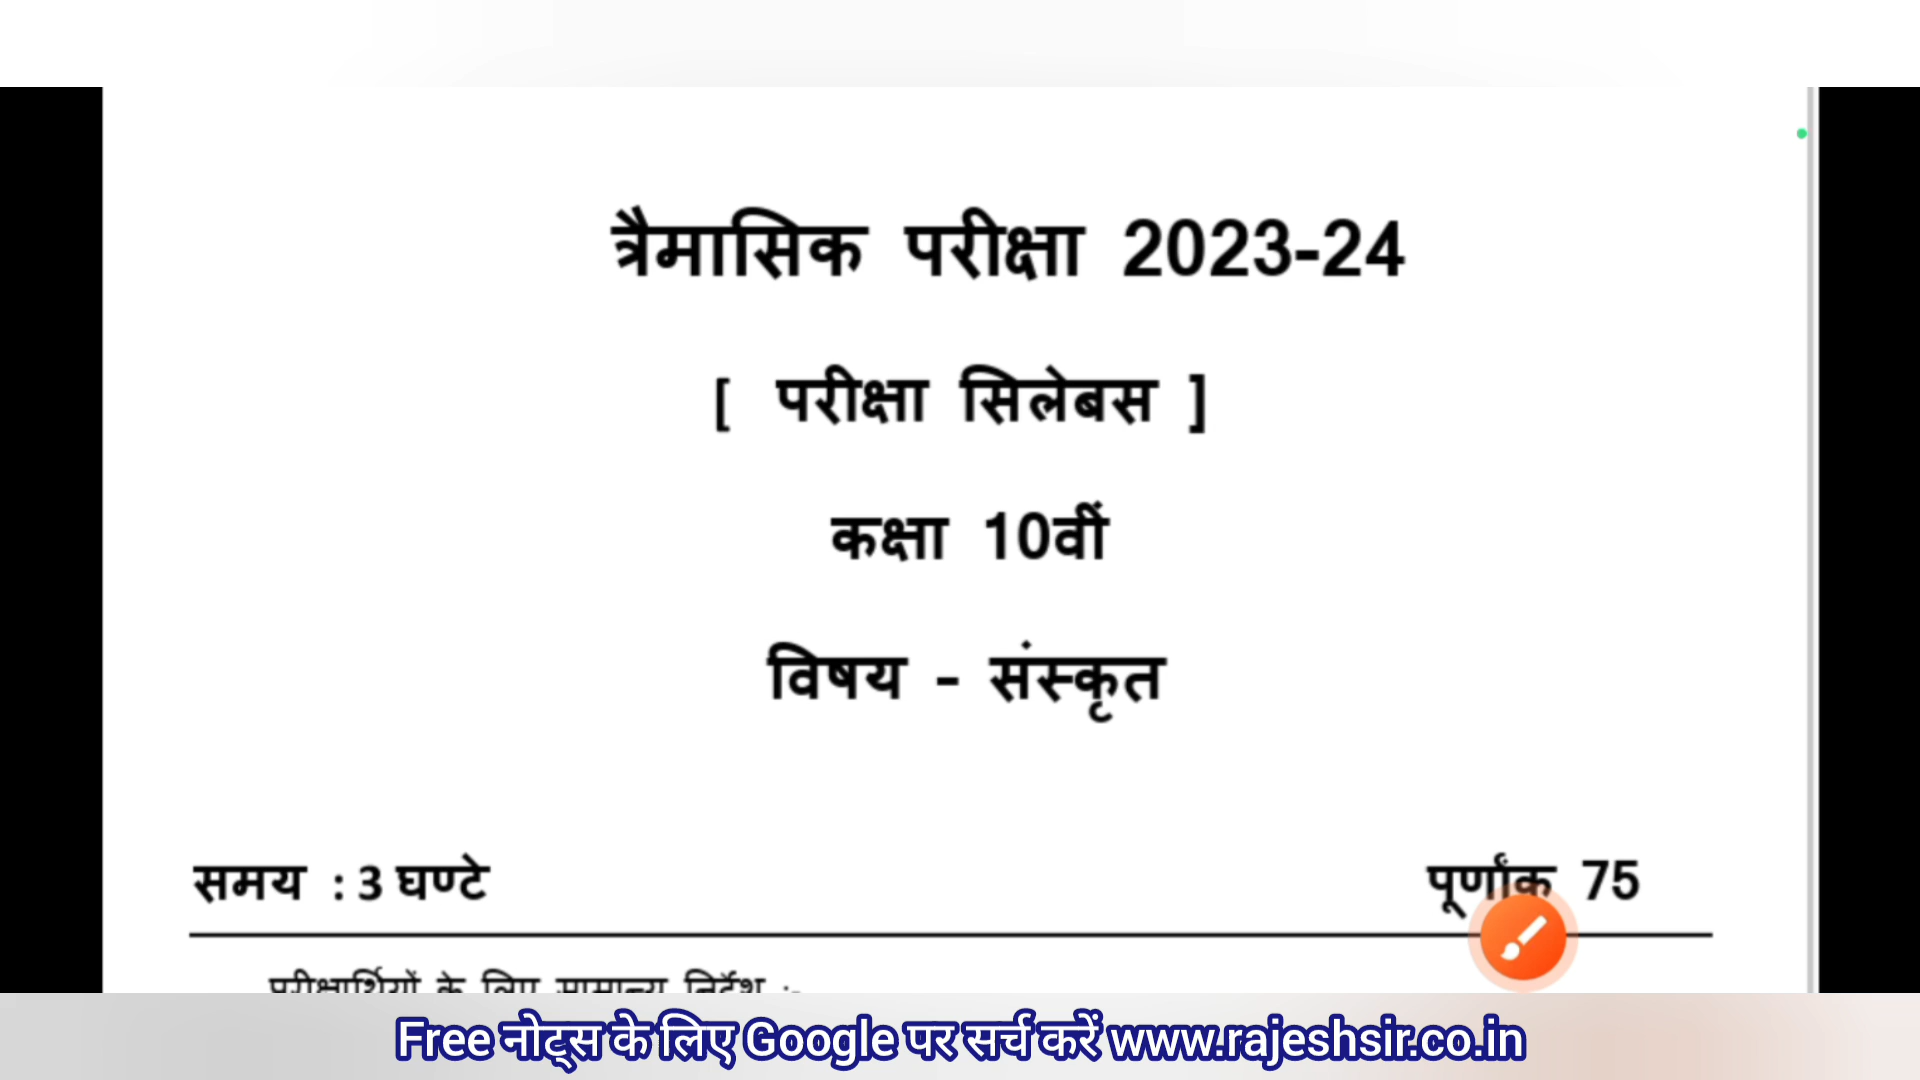 त्रैमासिक परीक्षा 2023-24
[ परीक्षा सिलेबस ]
कक्षा 10वीं
विषय - संस्कृत
समय : 3 घण्टे पूर्णांक 75
परीक्षार्थियों के लिए सामान्य निर्देश :-
Free नोट्स के लिए Google पर सर्च करें www.rajeshsir.co.in